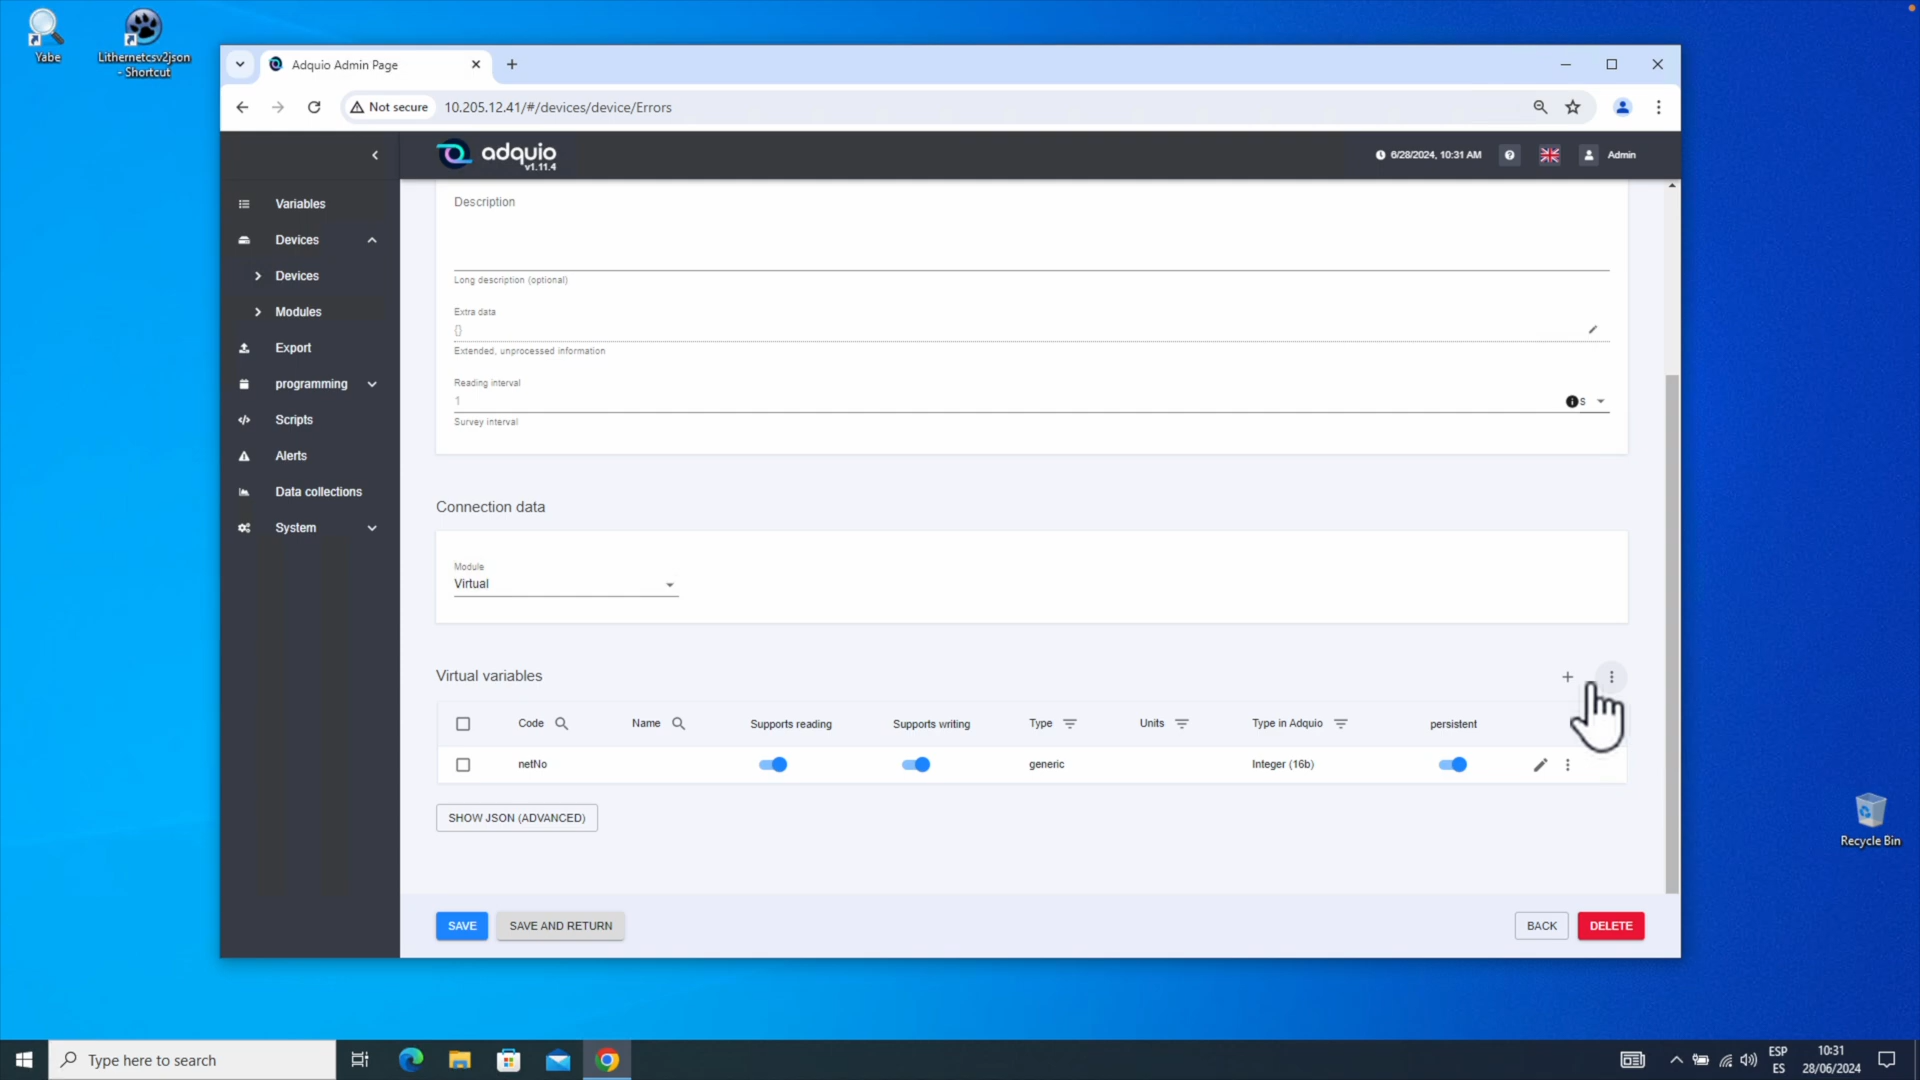 Yabe
Lithernetcsv2json
- Shortcut
Adquio Admin Page
Not secure
10.205.12.41/#/devices/device/Errors
adquio
v1.11.4
6/28/2024, 10:31 AM
Admin
Variables
Devices
Devices
Modules
Export
programming
Scripts
Alerts
Data collections
System
Description
Long description (optional)
Extra data
{}
Extended, unprocessed information
Reading interval
1
s
Survey interval
Connection data
Module
Virtual
Virtual variables
Code Name Supports reading Supports writing Type Units Type in Adquio persistent
netNo generic Integer (16b)
SHOW JSON (ADVANCED)
SAVE SAVE AND RETURN BACK DELETE
Recycle Bin
Type here to search
ESP
ES
10:31
28/06/2024